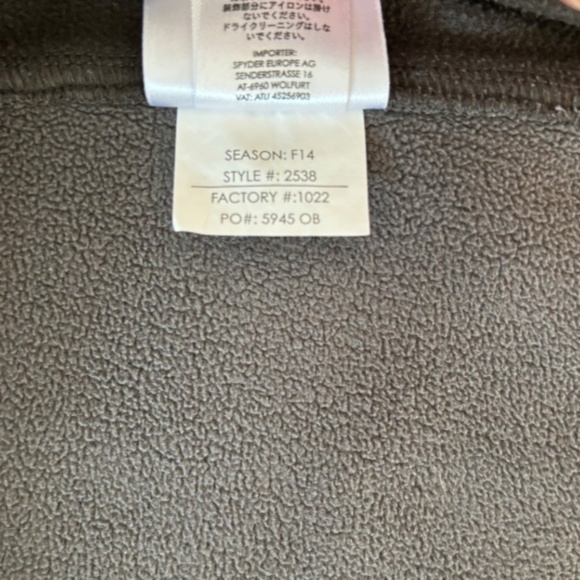 装飾部分にアイロンは掛け
ないでください。
ドライクリーニングはしな
いでください。
IMPORTER:
SPYDER EUROPE AG
SENDERSTRASSE 16
AT-6960 WOLFURT
VAT: ATU 45256903
SEASON: F14
STYLE #: 2538
FACTORY #:1022
PO#: 5945 OB